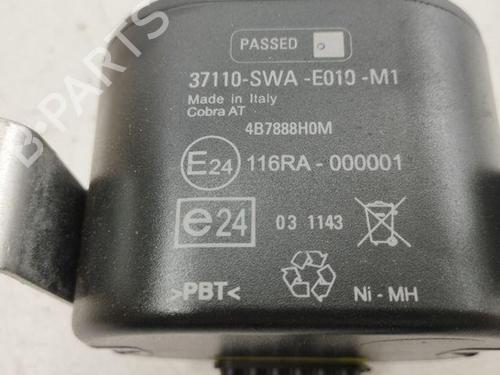 PASSED
37110-SWA -E010 -M1
Made in Italy
Cobra AT
4B7888H0M
E24 116RA - 000001
e24 03 1143
>PBT< Ni - MH